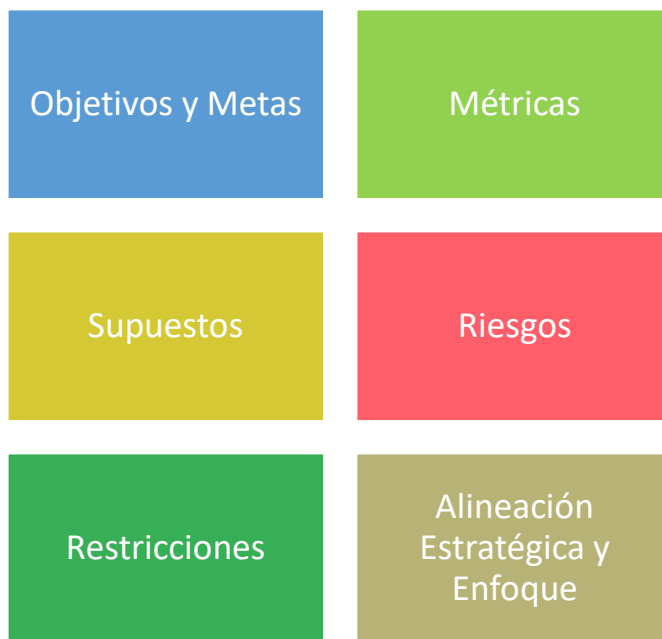 Objetivos y Metas
Métricas
Supuestos
Riesgos
Restricciones
Alineación
Estratégica y
Enfoque